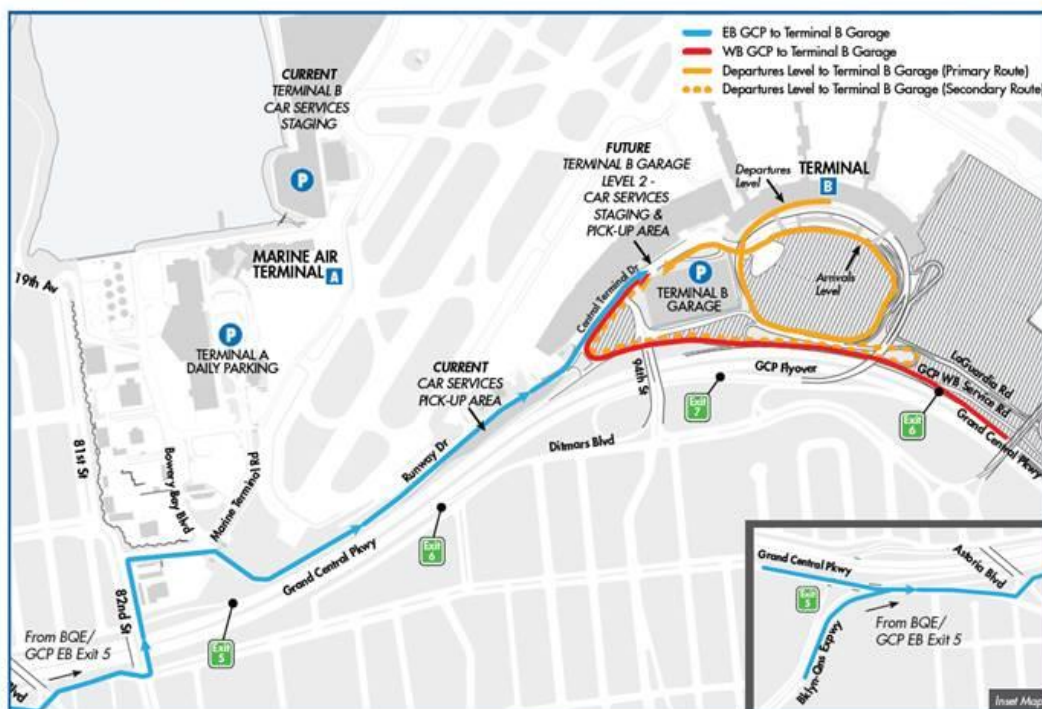 EB GCP to Terminal B Garage
WB GCP to Terminal B Garage
Departures Level to Terminal B Garage (Primary Route)
Departures Level to Terminal B Garage (Secondary Route)
CURRENT
TERMINAL B
CAR SERVICES
STAGING
P
FUTURE
TERMINAL B GARAGE
LEVEL 2 -
CAR SERVICES
STAGING &
PICK-UP AREA
Departures
Level
TERMINAL
B
Arrivals
Level
P
TERMINAL B
GARAGE
Central Terminal Dr
MARINE AIR
TERMINAL A
19th Av
P
TERMINAL A
DAILY PARKING
CURRENT
CAR SERVICES
PICK-UP AREA
94th St
GCP Flyover
LaGuardia Rd
GCP WB Service Rd
Grand Central Pkwy
Exit
7
Exit
6
Ditmars Blvd
Runway Dr
81st St
Bowery Bay Blvd
Marine Terminal Rd
Exit
6
Grand Central Pkwy
82nd St
Exit
5
From BQE/
GCP EB Exit 5
Blvd
Grand Central Pkwy
Astoria Blvd
Exit
5
From BQE/
GCP EB Exit 5
Bklyn-Qns Expwy
Inset Map